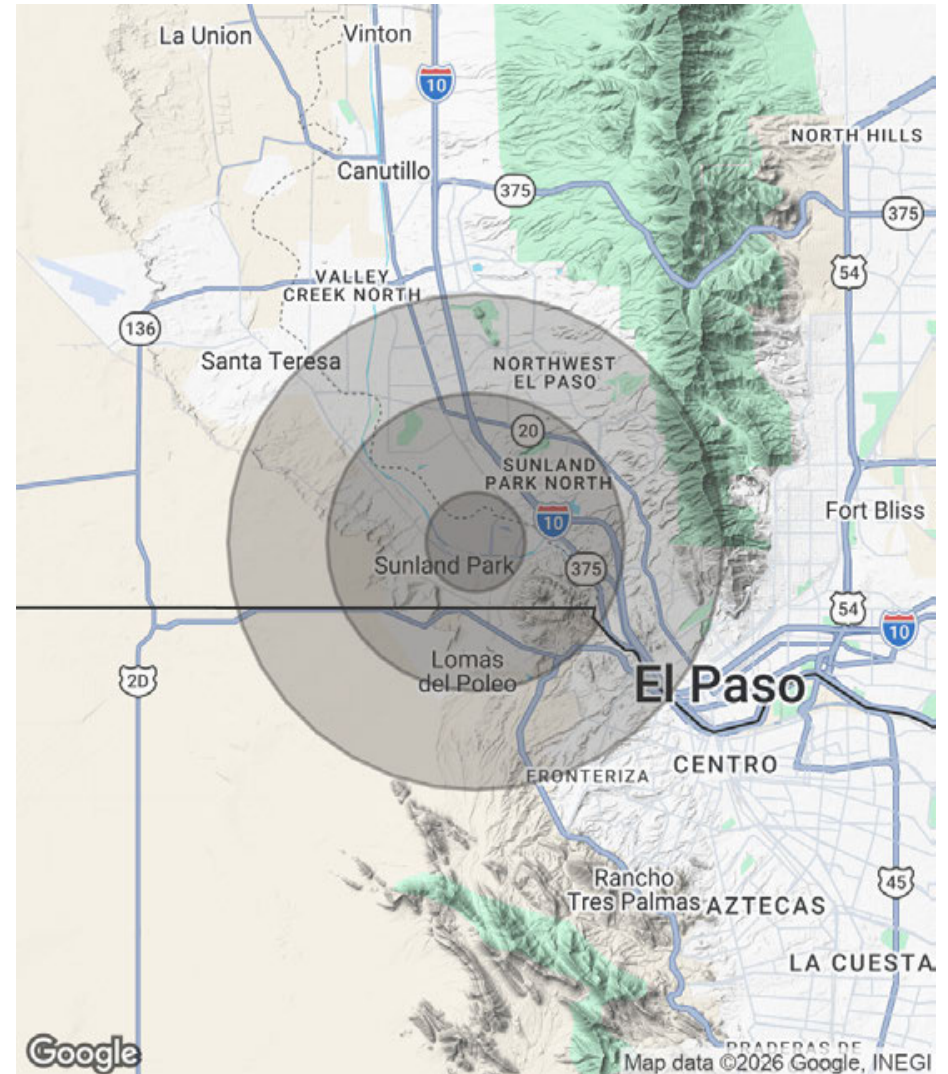 La Union
Vinton
10
NORTH HILLS
Canutillo
375
375
54
VALLEY
CREEK NORTH
136
Santa Teresa
NORTHWEST
EL PASO
20
SUNLAND
PARK NORTH
Fort Bliss
10
Sunland Park
375
54
10
Lomas
del Poleo
2D
El Paso
CENTRO
FRONTERIZA
Rancho
Tres Palmas
AZTECAS
45
LA CUESTA
PRADERAS DE
Google
Map data ©2026 Google, INEGI